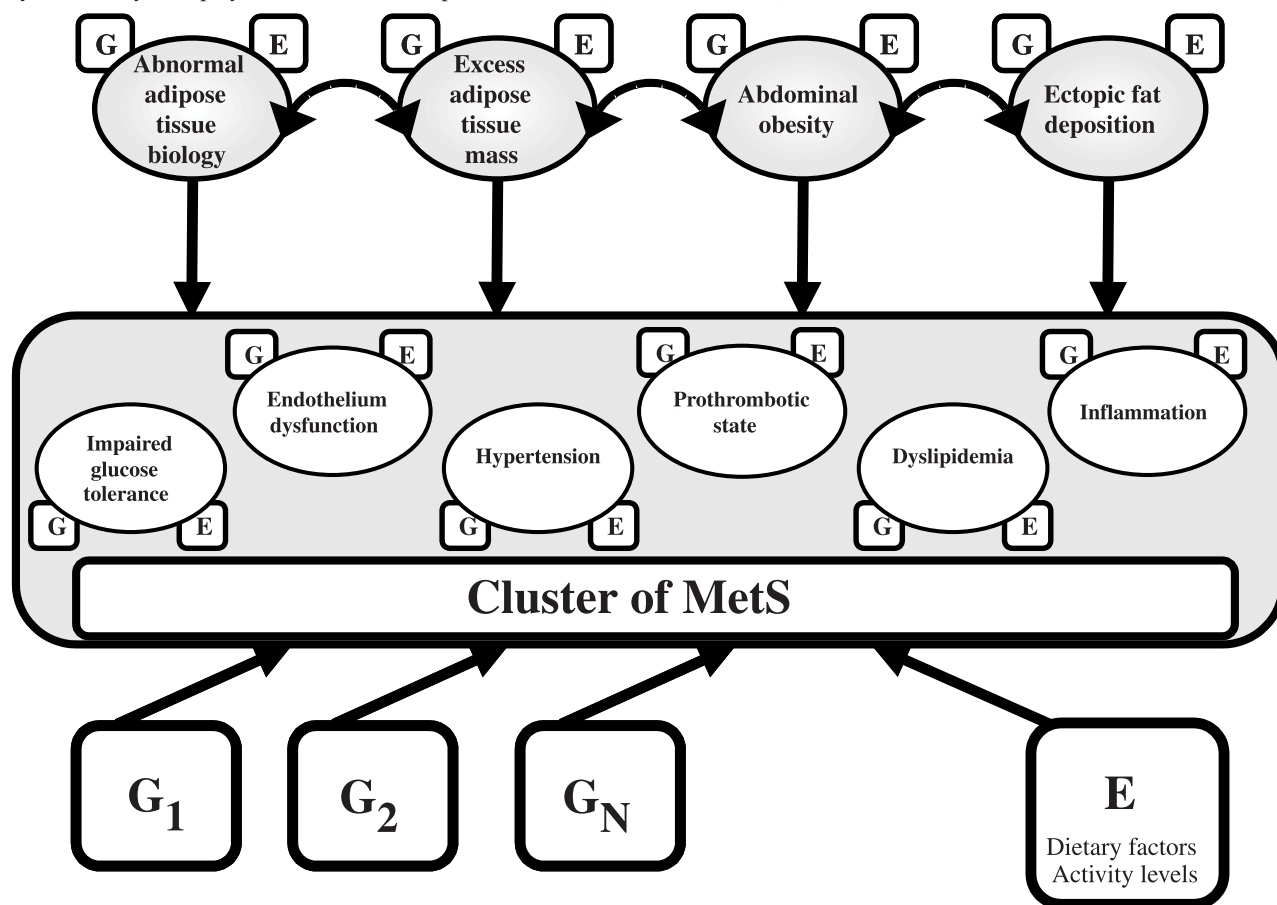 G E G E G E G E
Abnormal
adipose
tissue
biology
Excess
adipose
tissue
mass
Abdominal
obesity
Ectopic fat
deposition
G E G E G E
Endothelium
dysfunction
Prothrombotic
state
Inflammation
Impaired
glucose
tolerance
Hypertension
Dyslipidemia
G E G E G E
Cluster of MetS
G1 G2 GN E
Dietary factors
Activity levels